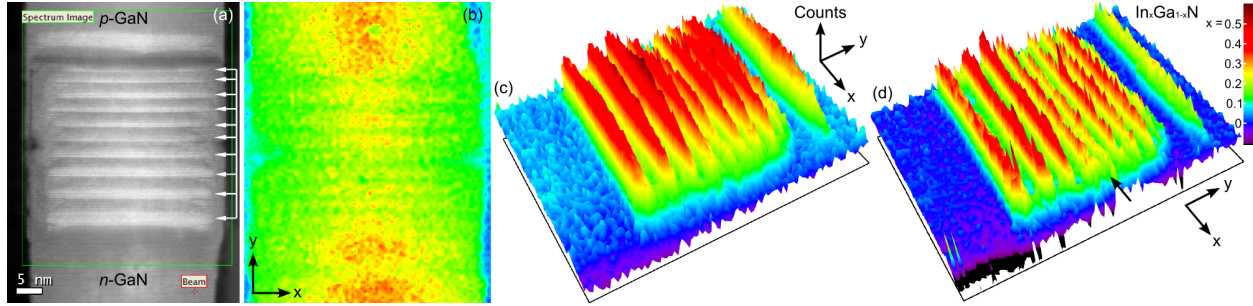 Spectrum Image
p-GaN
(a)
5 nm
n-GaN
Beam
(b)
y
x
(c)
Counts
y
x
(d)
InₓGa₁₋ₓN
x = 0.5
0.4
0.3
0.2
0.1
0
y
x